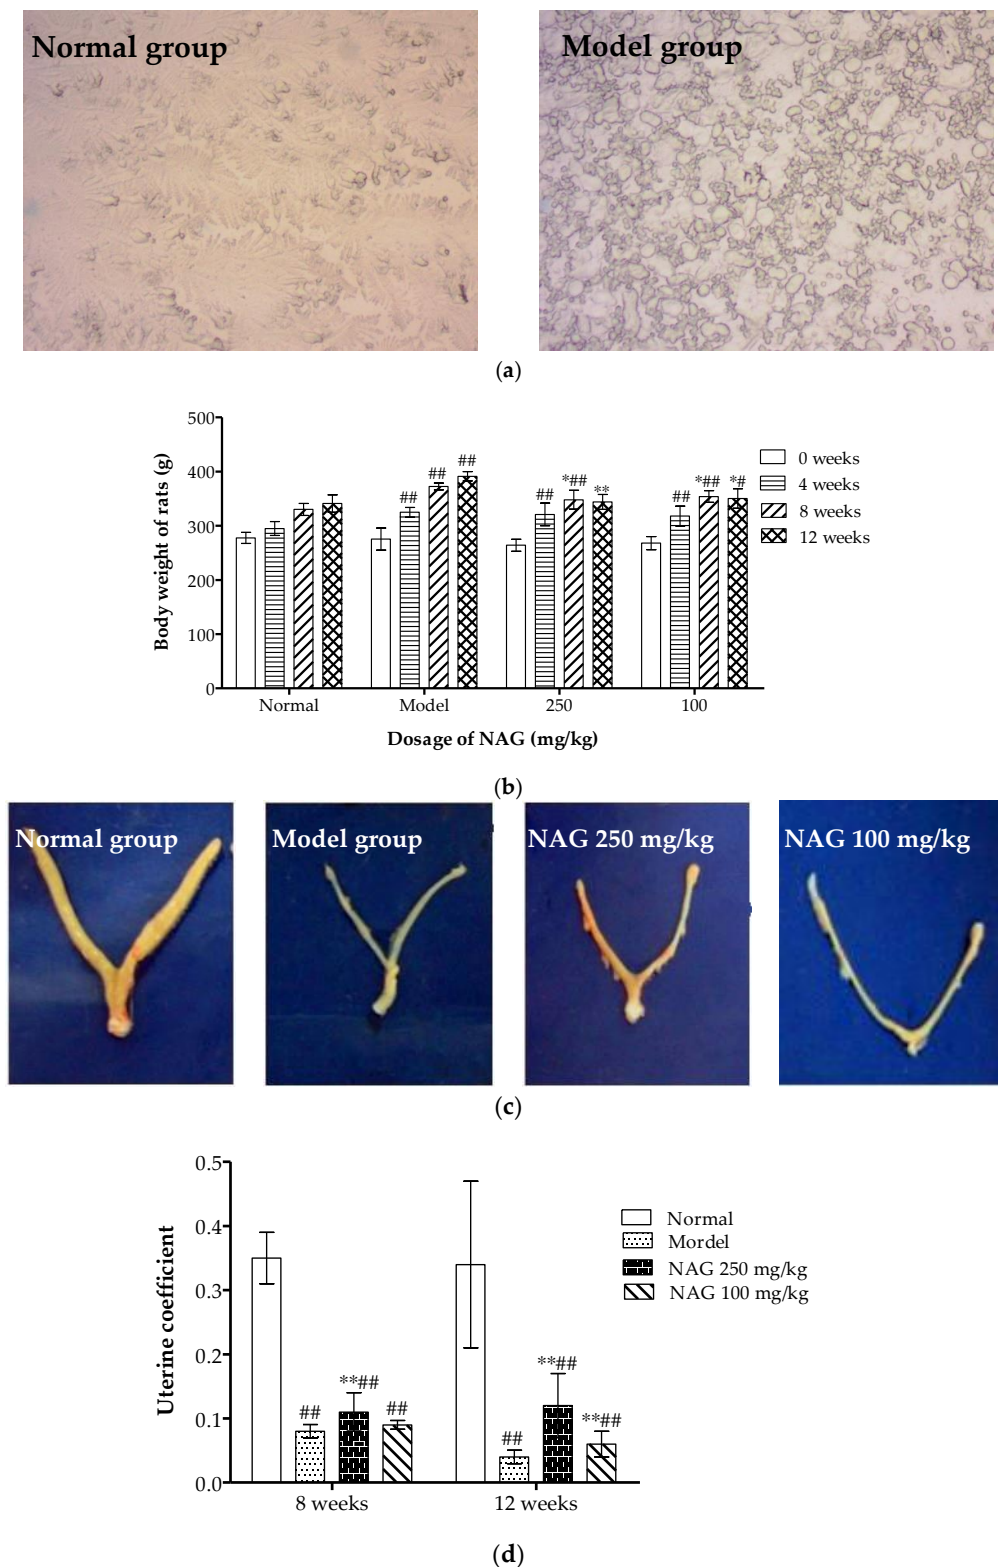 Normal group
Model group
(a)
Body weight of rats (g)
500
400
300
200
100
0
##
##
##
##
*##
**
##
*##
*#
0 weeks
4 weeks
8 weeks
12 weeks
Normal
Model
250
100
Dosage of NAG (mg/kg)
(b)
Normal group
Model group
NAG 250 mg/kg
NAG 100 mg/kg
(c)
Uterine coefficient
0.5
0.4
0.3
0.2
0.1
0.0
##
**##
##
##
**##
**##
Normal
Mordel
NAG 250 mg/kg
NAG 100 mg/kg
8 weeks
12 weeks
(d)